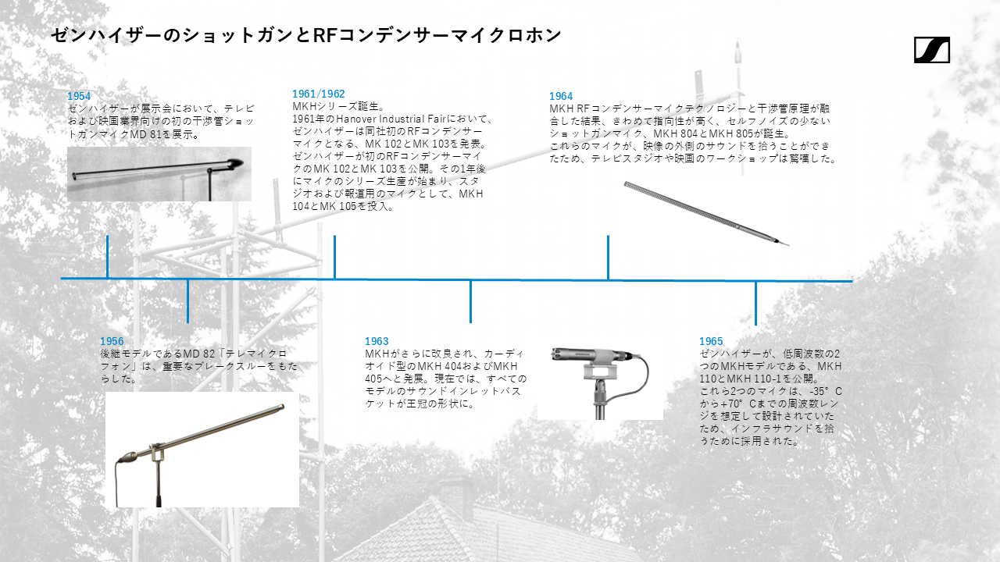 ゼンハイザーのショットガンとRFコンデンサーマイクロホン
1954
ゼンハイザーが展示会において、テレビ
および映画業界向けの初の干渉管ショッ
トガンマイクMD 81を展示。
1961/1962
MKHシリーズ誕生。
1961年のHanover Industrial Fairにおいて、
ゼンハイザーは同社初のRFコンデンサー
マイクとなる、MK 102とMK 103を発表。
ゼンハイザーが初のRFコンデンサーマイ
クのMK 102とMK 103を公開。その1年後
にマイクのシリーズ生産が始まり、スタ
ジオおよび報道用のマイクとして、MKH
104とMK 105を投入。
1964
MKH RFコンデンサーマイクテクノロジーと干渉管原理が融
合した結果、きわめて指向性が高く、セルフノイズの少ない
ショットガンマイク、MKH 804とMKH 805が誕生。
これらのマイクが、映像の外側のサウンドを拾うことができ
たため、テレビスタジオや映画のワークショップは驚嘆した。
1956
後継モデルであるMD 82「テレマイクロ
フォン」は、重要なブレークスルーをもた
らした。
1963
MKHがさらに改良され、カーディ
オイド型のMKH 404およびMKH
405へと発展。現在では、すべての
モデルのサウンドインレットバス
ケットが王冠の形状に。
1965
ゼンハイザーが、低周波数の2
つのMKHモデルである、MKH
110とMKH 110-1を公開。
これら2つのマイクは、-35°C
から+70°Cまでの周波数レン
ジを想定して設計されていた
ため、インフラサウンドを拾
うために採用された。